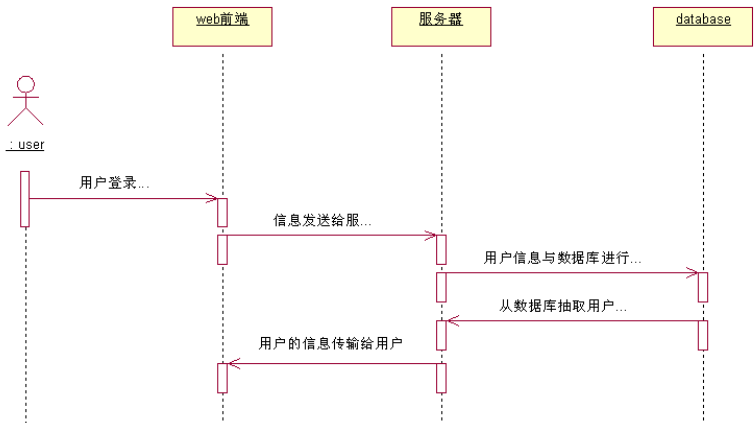 web前端
服务器
database
: user
用户登录...
信息发送给服...
用户信息与数据库进行...
从数据库抽取用户...
用户的信息传输给用户